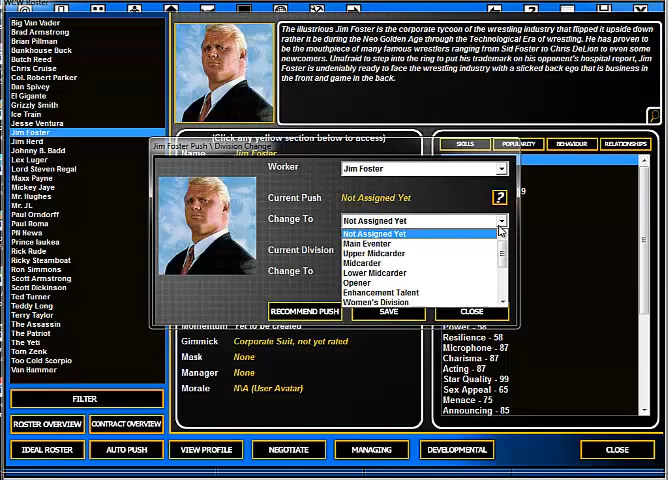 WCW Roster
Big Van Vader
Brad Armstrong
Brian Pillman
Bunkhouse Buck
Butch Reed
Chris Cruise
Col. Robert Parker
Dan Spivey
El Gigante
Grizzly Smith
Ice Train
Jesse Ventura
Jim Foster
Jim Herd
Johnny B. Badd
Lex Luger
Lord Steven Regal
Maxx Payne
Mickey Jaye
Mr. Hughes
Mr. JL
Paul Orndorff
Paul Roma
PN News
Prince Iaukea
Rick Rude
Ricky Steamboat
Ron Simmons
Scott Armstrong
Scott Dickinson
Ted Turner
Teddy Long
Terry Taylor
The Assassin
The Patriot
The Yeti
Tom Zenk
Too Cold Scorpio
Van Hammer
FILTER
ROSTER OVERVIEW
CONTRACT OVERVIEW
The illustrious Jim Foster is the corporate tycoon of the wrestling industry that flipped it upside down
rather it be during the Neo Golden Age through the Technological Era of wrestling. He has proven to
be the mouthpiece of many famous wrestlers ranging from Sid Foster to Chris DeLion to even some
newcomers. Unafraid to step into the ring to put his trademark on his opponent's hospital report, Jim
Foster is undeniably ready to face the wrestling industry with a slicked back ego that is business in
the front and game in the back.
(Click any yellow section below to access)
Name
Jim Foster
SKILLS
POPULARITY
BEHAVIOUR
RELATIONSHIPS
Jim Foster Push \ Division Change
Worker
Jim Foster
Current Push
Not Assigned Yet
?
Change To
Not Assigned Yet
Not Assigned Yet
Main Eventer
Upper Midcarder
Midcarder
Lower Midcarder
Opener
Enhancement Talent
Women's Division
Current Division
Change To
RECOMMEND PUSH
SAVE
CLOSE
Momentum
Yet to be created
Gimmick
Corporate Suit, not yet rated
Mask
None
Manager
None
Morale
N\A (User Avatar)
Power - 58
Resilience - 58
Microphone - 87
Charisma - 87
Acting - 87
Star Quality - 99
Sex Appeal - 65
Menace - 75
Announcing - 85
IDEAL ROSTER
AUTO PUSH
VIEW PROFILE
NEGOTIATE
MANAGING
DEVELOPMENTAL
CLOSE